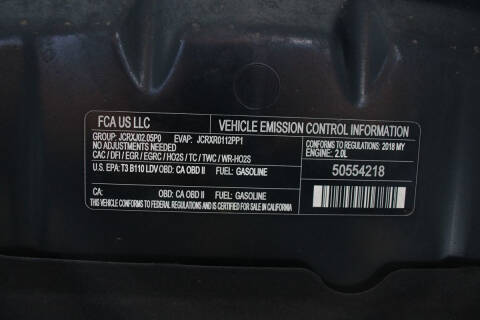 FCA US LLC
VEHICLE EMISSION CONTROL INFORMATION
GROUP: JCRXJ02.05P0 EVAP: JCRXR0112PP1
NO ADJUSTMENTS NEEDED
CAC / DFI / EGR / EGRC / HO2S / TC / TWC / WR-HO2S
CONFORMS TO REGULATIONS: 2018 MY
ENGINE: 2.0L
U.S. EPA: T3 B110 LDV OBD: CA OBD II FUEL: GASOLINE
50554218
CA: OBD: CA OBD II FUEL: GASOLINE
THIS VEHICLE CONFORMS TO FEDERAL REGULATIONS AND IS CERTIFIED FOR SALE IN CALIFORNIA